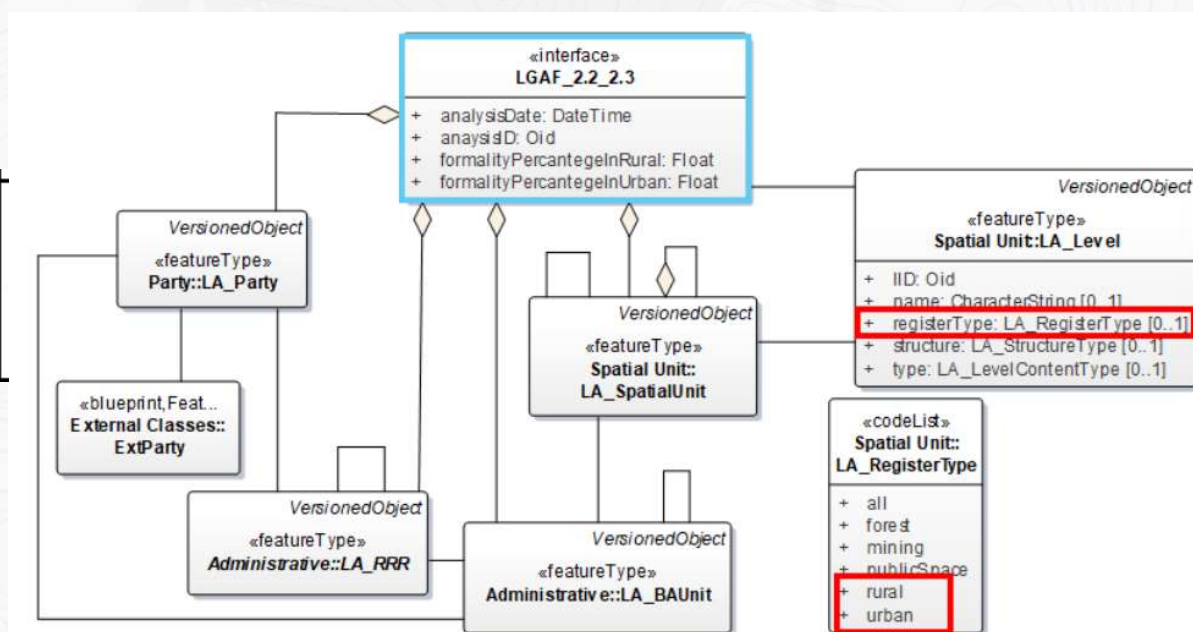 «interface»
LGAF_2.2_2.3
+ analysisDate: DateTime
+ anaysisID: Oid
+ formalityPercantegeInRural: Float
+ formalityPercantegeInUrban: Float
VersionedObject
«featureType»
Spatial Unit::LA_Level
+ lID: Oid
+ name: CharacterString [0..1]
+ registerType: LA_RegisterType [0..1]
+ structure: LA_StructureType [0..1]
+ type: LA_LevelContentType [0..1]
VersionedObject
«featureType»
Party::LA_Party
VersionedObject
«featureType»
Spatial Unit::
LA_SpatialUnit
«blueprint,Feat...
External Classes::
ExtParty
«codeList»
Spatial Unit::
LA_RegisterType
+ all
+ forest
+ mining
+ publicSpace
+ rural
+ urban
VersionedObject
«featureType»
Administrative::LA_RRR
VersionedObject
«featureType»
Administrative::LA_BAUnit